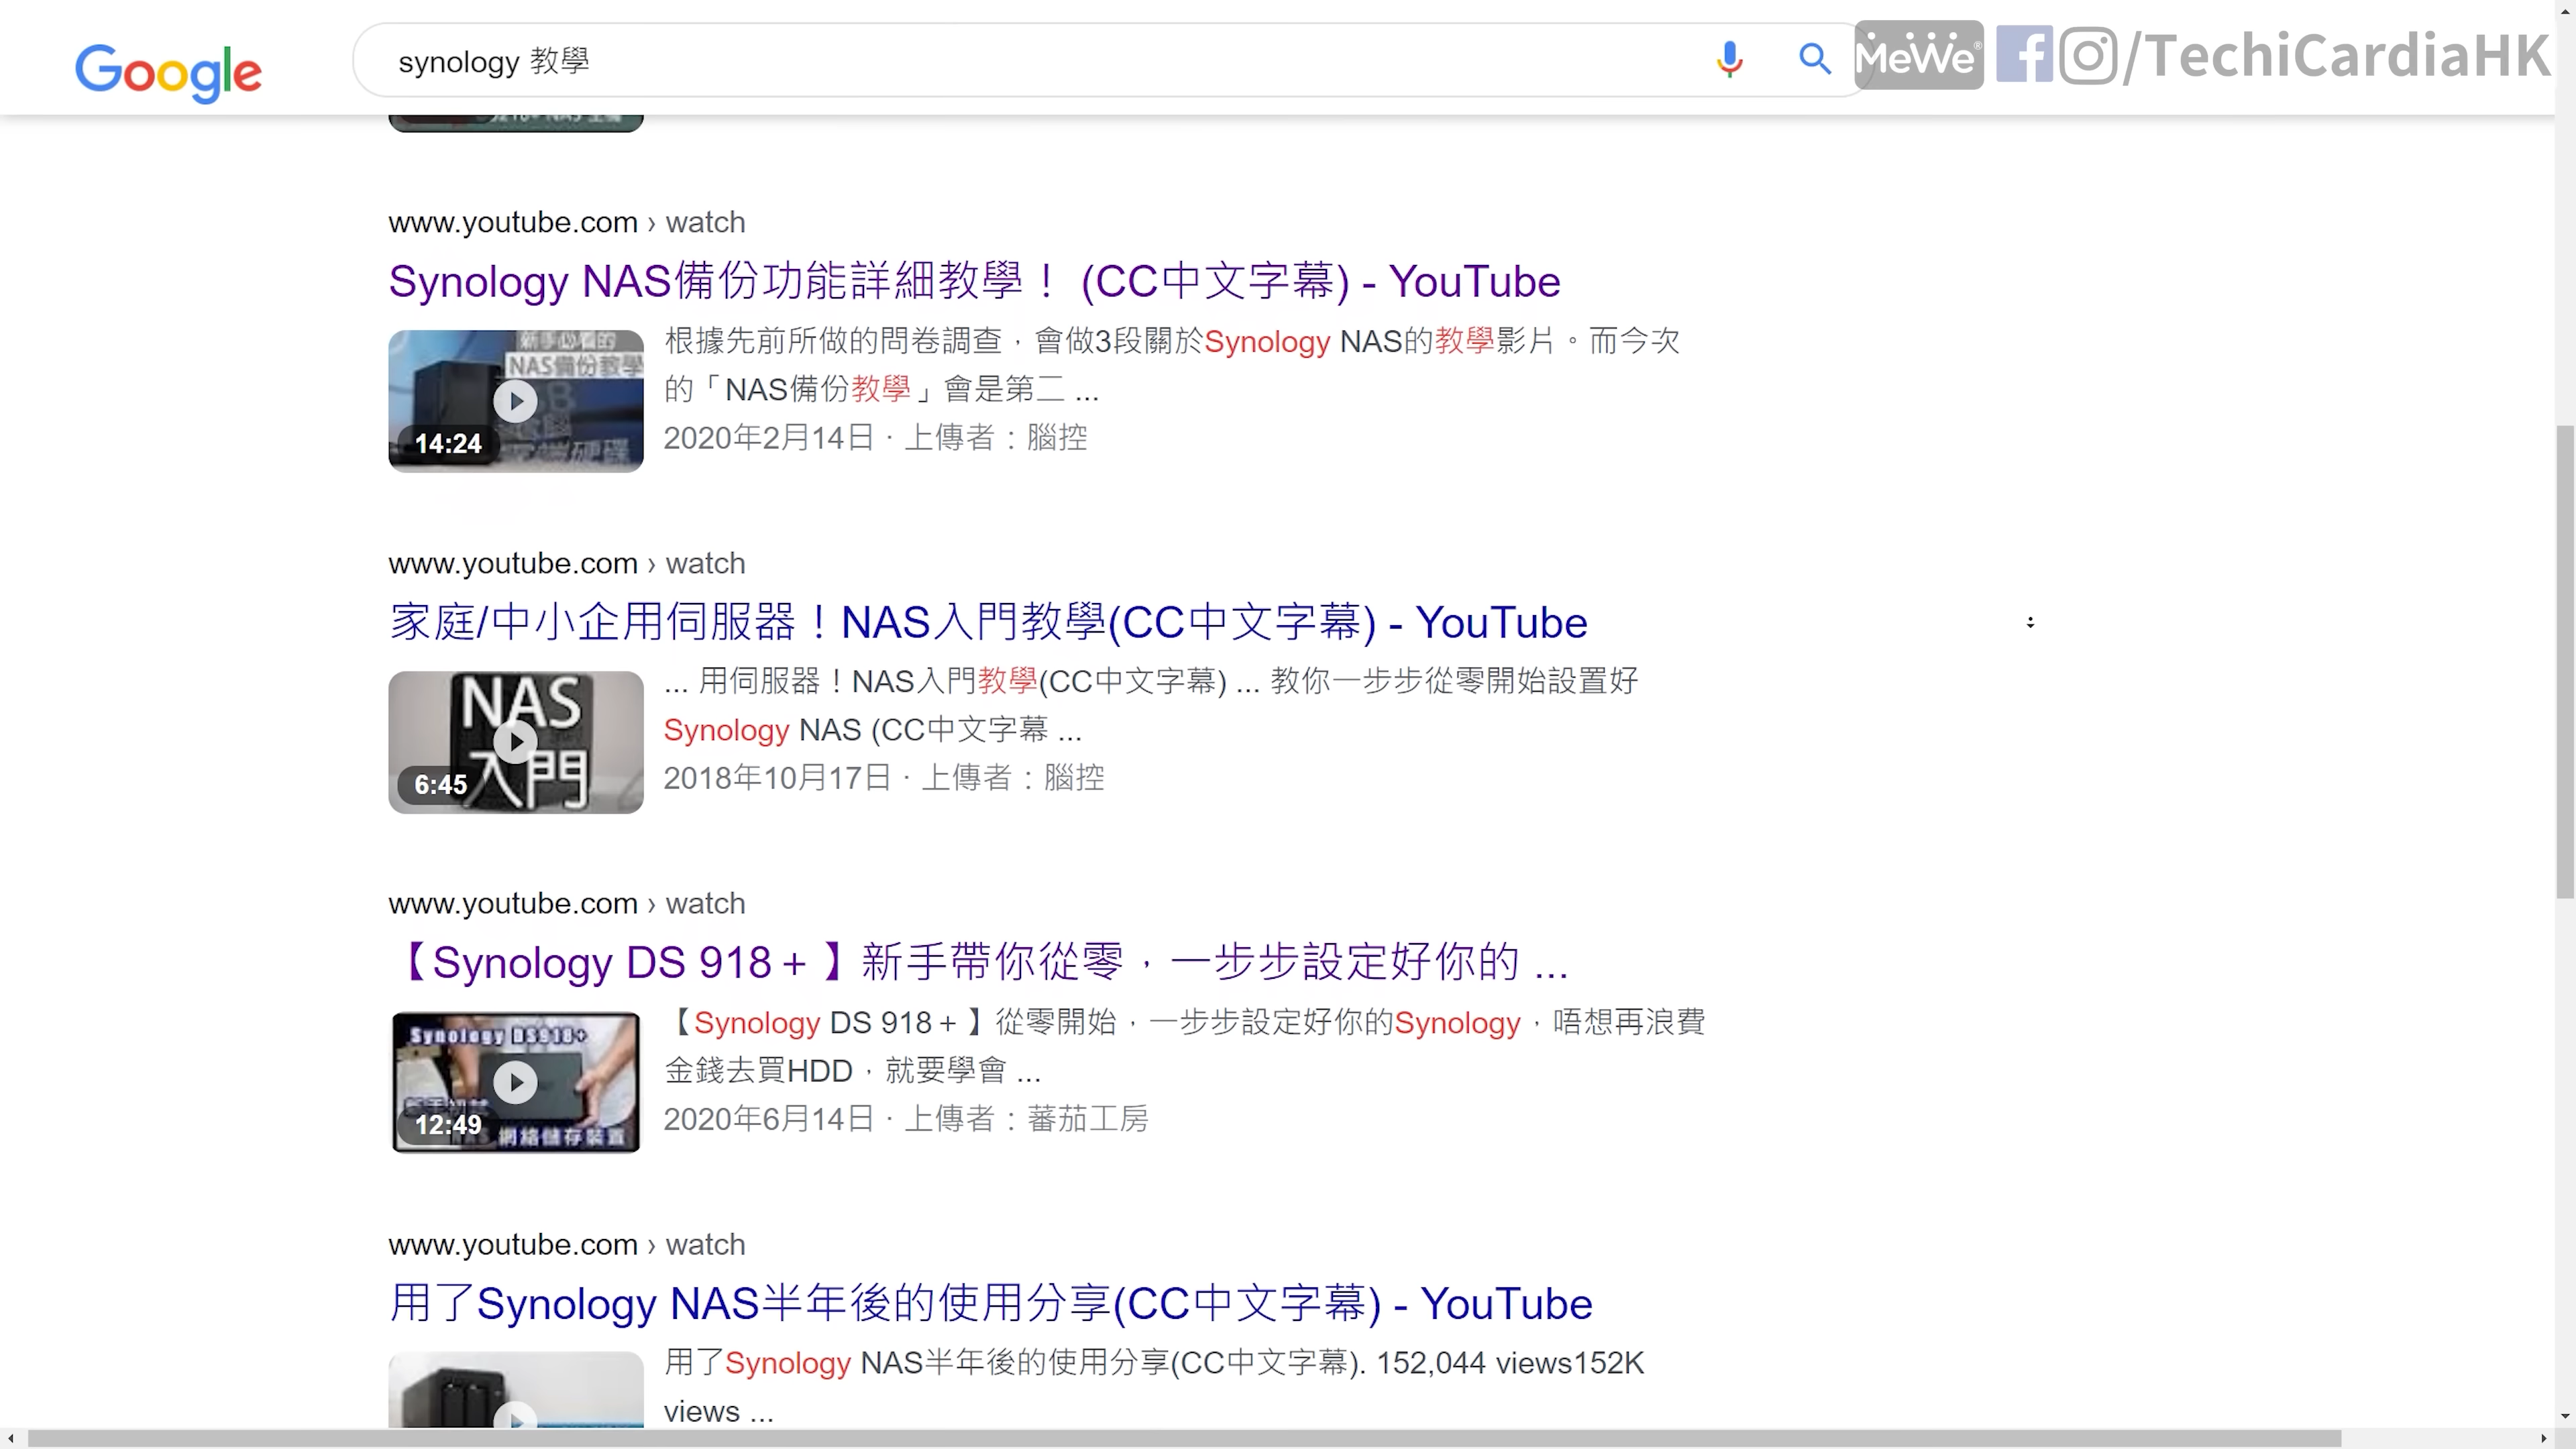 Google
synology 教學
MeWe
/TechiCardiaHK
www.youtube.com › watch
Synology NAS備份功能詳細教學！ (CC中文字幕) - YouTube
NAS備份教學
14:24
根據先前所做的問卷調查，會做3段關於Synology NAS的教學影片。而今次
的「NAS備份教學」會是第二 ...
2020年2月14日 · 上傳者：腦控
www.youtube.com › watch
家庭/中小企用伺服器！NAS入門教學(CC中文字幕) - YouTube
NAS
入門
6:45
... 用伺服器！NAS入門教學(CC中文字幕) ... 教你一步步從零開始設置好
Synology NAS (CC中文字幕 ...
2018年10月17日 · 上傳者：腦控
www.youtube.com › watch
【Synology DS 918＋】新手帶你從零，一步步設定好你的 ...
Synology DS918+
12:49
NAS 網絡儲存裝置
【Synology DS 918＋】從零開始，一步步設定好你的Synology，唔想再浪費
金錢去買HDD，就要學會 ...
2020年6月14日 · 上傳者：蕃茄工房
www.youtube.com › watch
用了Synology NAS半年後的使用分享(CC中文字幕) - YouTube
用了Synology NAS半年後的使用分享(CC中文字幕). 152,044 views152K
views ...